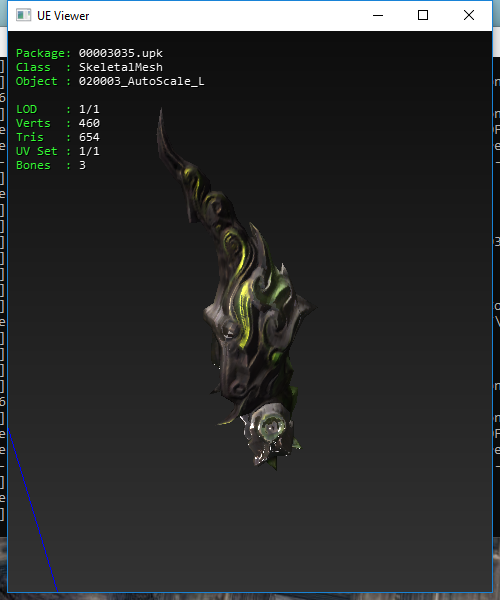 UE Viewer
Package: 00003035.upk
Class : SkeletalMesh
Object : 020003_AutoScale_L
LOD : 1/1
Verts : 460
Tris : 654
UV Set : 1/1
Bones : 3